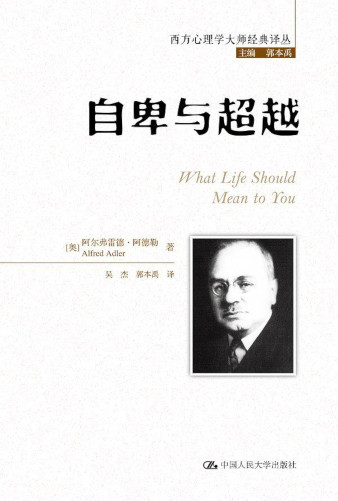 西方心理学大师经典译丛
主编 郭本禹
自卑与超越
What Life Should
Mean to You
[奥] 阿尔弗雷德·阿德勒 著
Alfred Adler
吴 杰 郭本禹 译
中国人民大学出版社